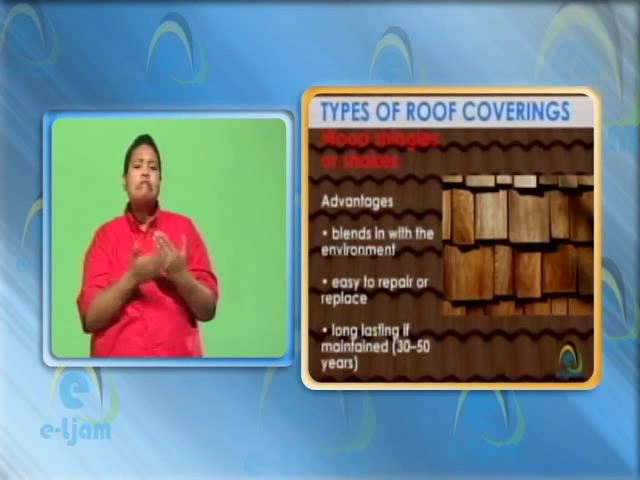 TYPES OF ROOF COVERINGS
Wood shingles
or shakes
Advantages
• blends in with the
environment
• easy to repair or
replace
• long lasting if
maintained (30-50
years)
e-Ljam